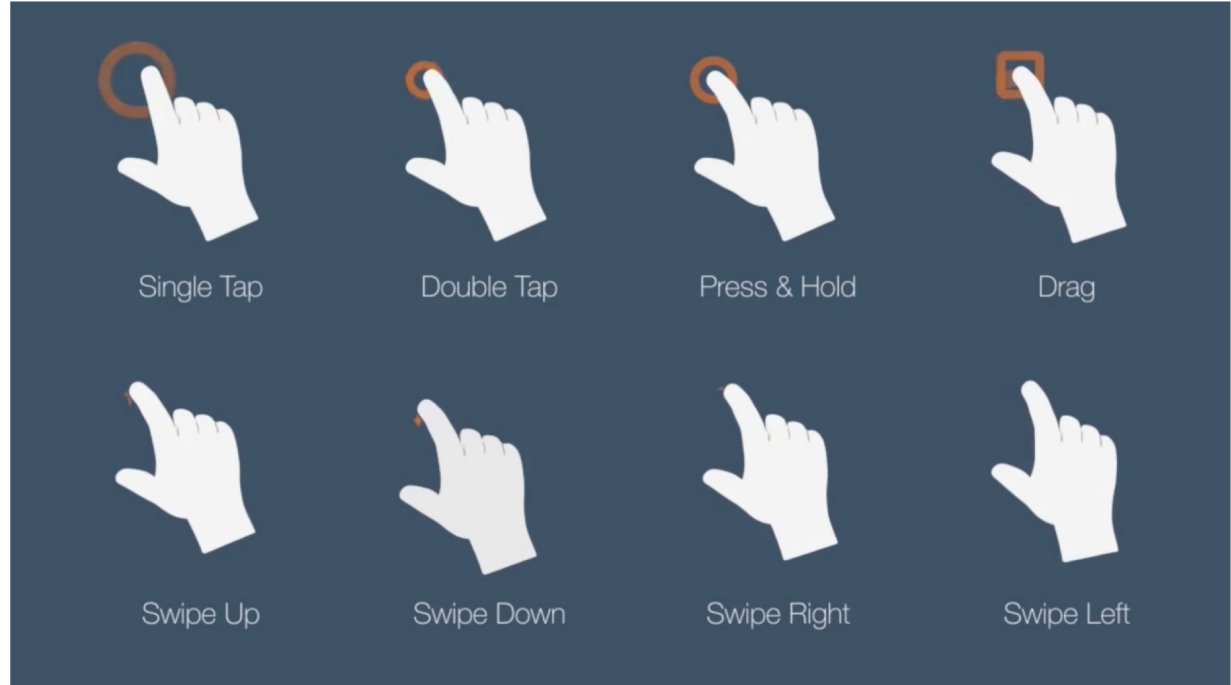 Single Tap
Double Tap
Press & Hold
Drag
Swipe Up
Swipe Down
Swipe Right
Swipe Left